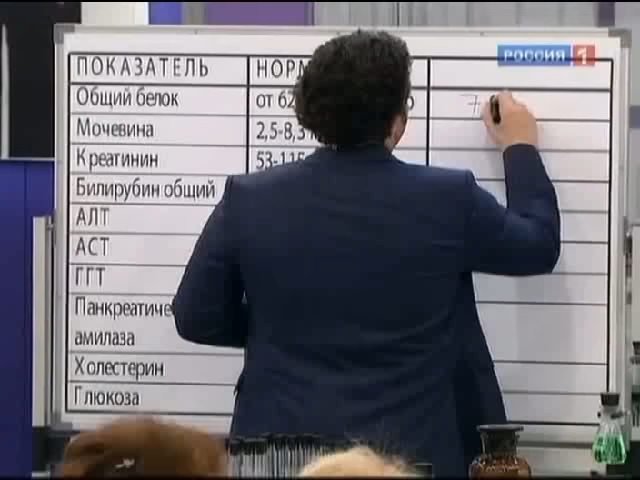 РОССИЯ 1
ПОКАЗАТЕЛЬ НОРМ
Общий белок от 62
Мочевина 2,5-8,3
Креатинин 53-115
Билирубин общий
АЛТ
АСТ
ГГТ
Панкреатиче
амилаза
Холестерин
Глюкоза